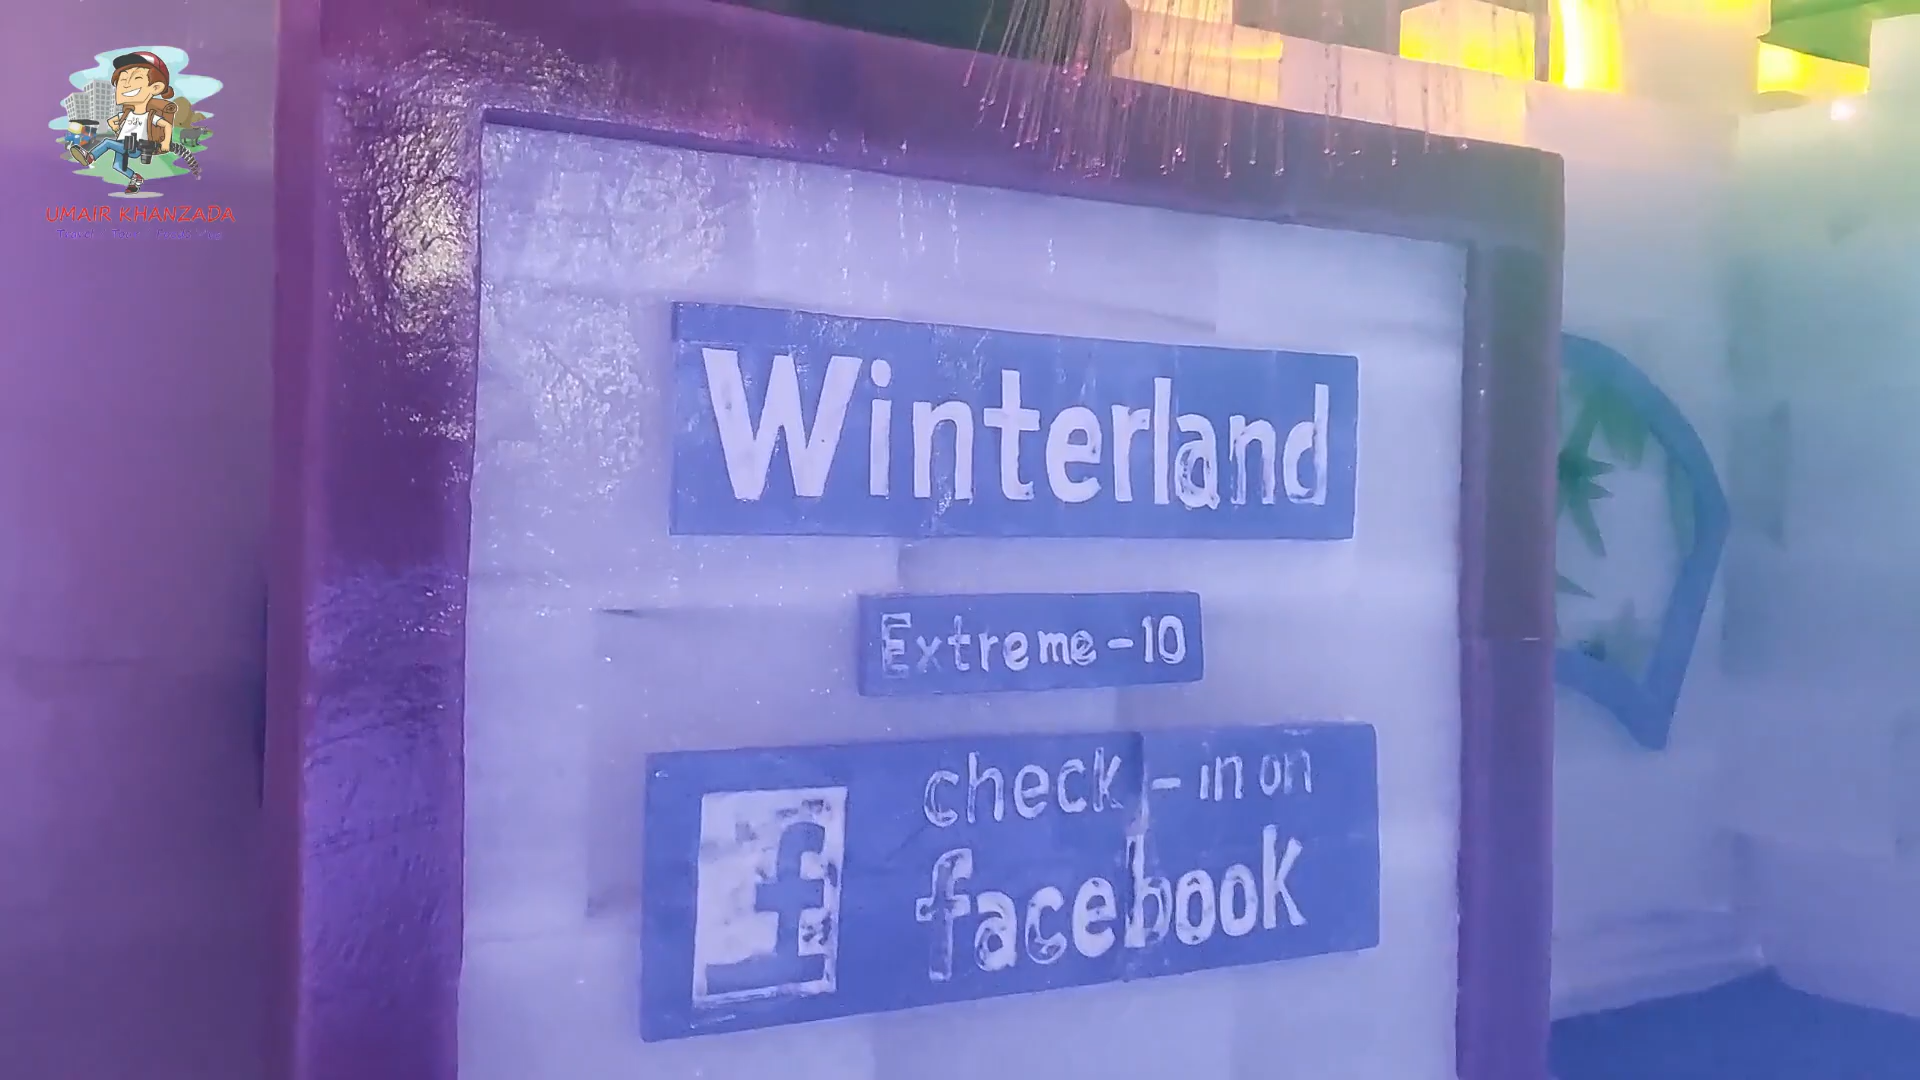 UMAIR KHANZADA
Winterland
Extreme-10
check-in on
f
facebook